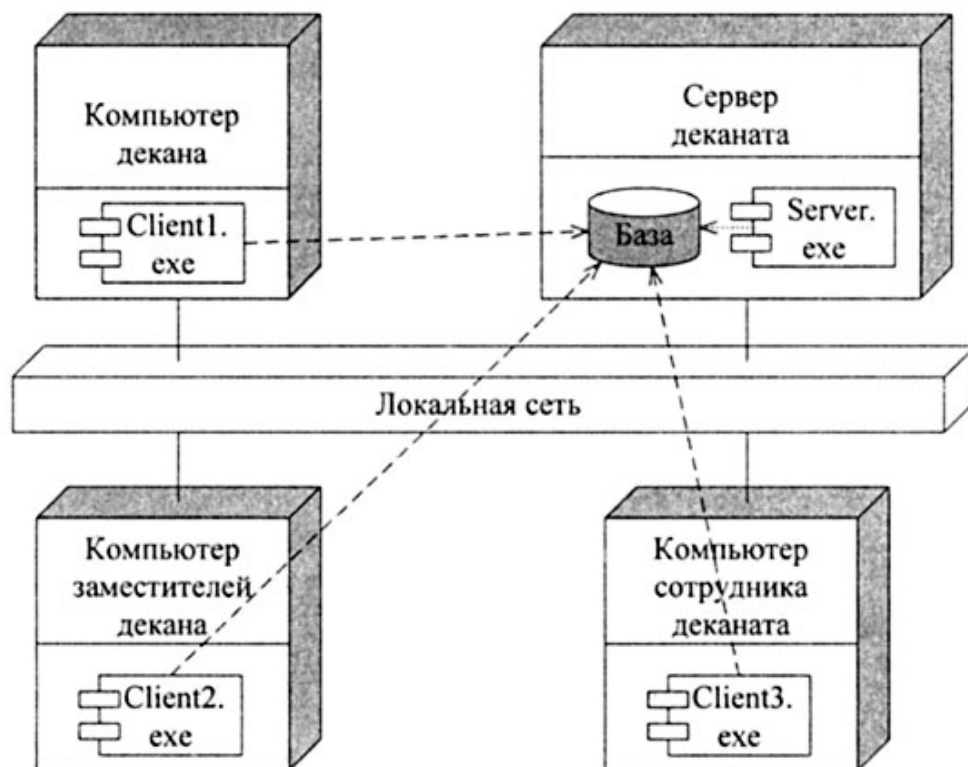 Компьютер
декана
Client1.
exe
Сервер
деканата
База
Server.
exe
Локальная сеть
Компьютер
заместителей
декана
Client2.
exe
Компьютер
сотрудника
деканата
Client3.
exe